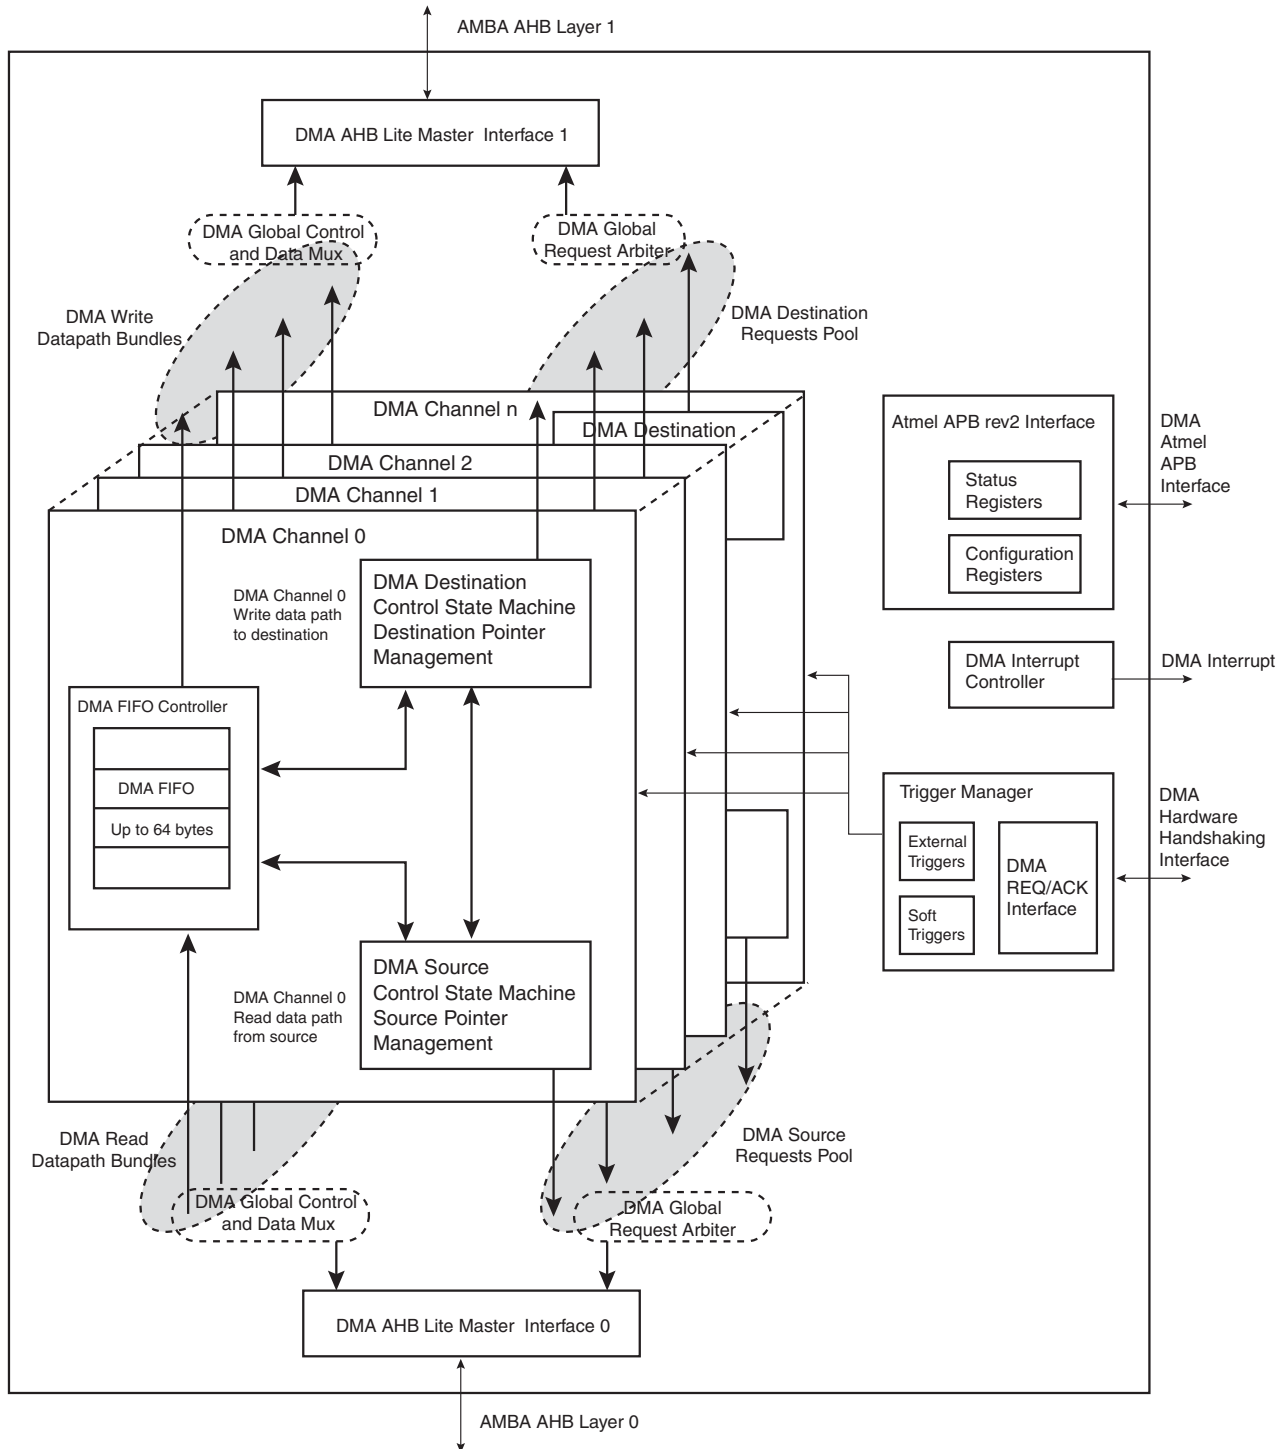 AMBA AHB Layer 1
DMA AHB Lite Master Interface 1
DMA Global Control
and Data Mux
DMA Global
Request Arbiter
DMA Write
Datapath Bundles
DMA Destination
Requests Pool
DMA Channel n
DMA Destination
DMA Channel 2
DMA Channel 1
DMA Channel 0
DMA Channel 0
Write data path
to destination
DMA Destination
Control State Machine
Destination Pointer
Management
DMA FIFO Controller
DMA FIFO
Up to 64 bytes
DMA Channel 0
Read data path
from source
DMA Source
Control State Machine
Source Pointer
Management
Atmel APB rev2 Interface
Status
Registers
Configuration
Registers
DMA
Atmel
APB
Interface
DMA Interrupt
Controller
DMA Interrupt
Trigger Manager
External
Triggers
Soft
Triggers
DMA
REQ/ACK
Interface
DMA
Hardware
Handshaking
Interface
DMA Read
Datapath Bundles
DMA Source
Requests Pool
DMA Global Control
and Data Mux
DMA Global
Request Arbiter
DMA AHB Lite Master Interface 0
AMBA AHB Layer 0